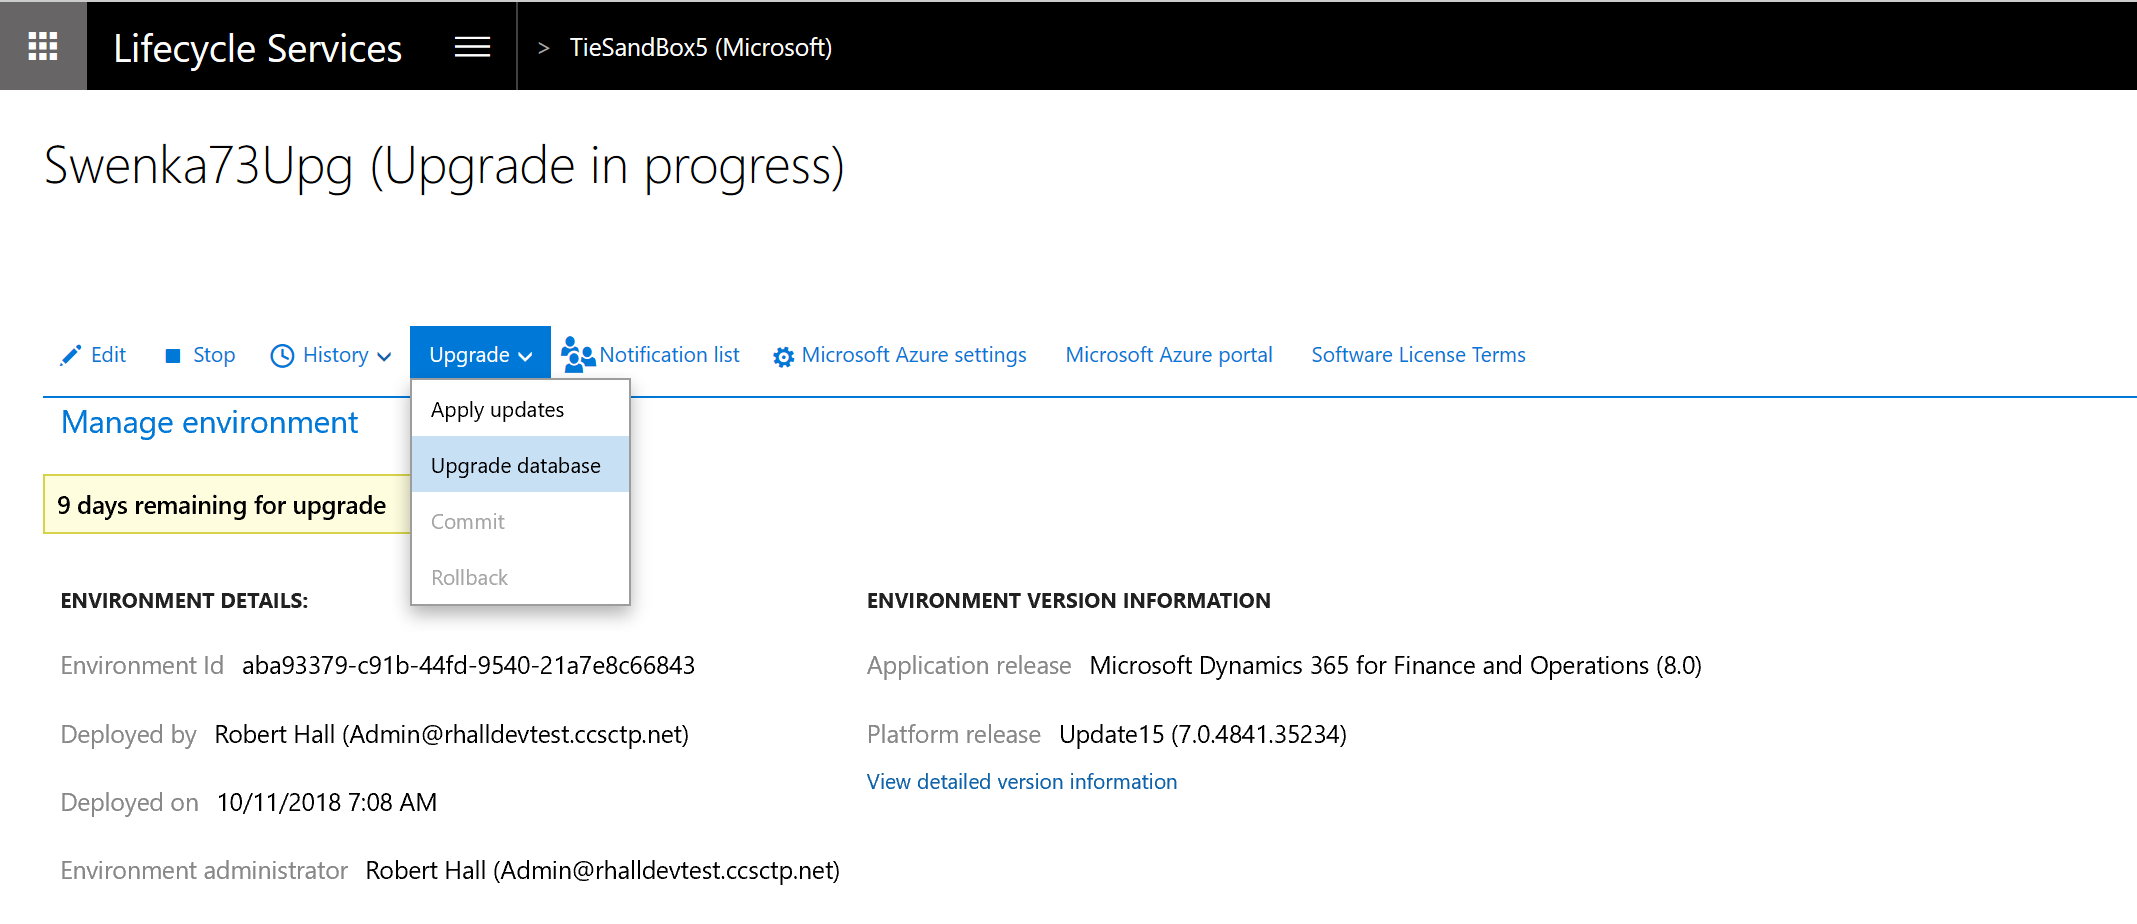 Lifecycle Services > TieSandBox5 (Microsoft)
Swenka73Upg (Upgrade in progress)
Edit Stop History Upgrade Notification list Microsoft Azure settings Microsoft Azure portal Software License Terms
Apply updates
Manage environment
Upgrade database
9 days remaining for upgrade
Commit
Rollback
ENVIRONMENT DETAILS:
Environment Id aba93379-c91b-44fd-9540-21a7e8c66843
Deployed by Robert Hall (Admin@rhalldevtest.ccsctp.net)
Deployed on 10/11/2018 7:08 AM
Environment administrator Robert Hall (Admin@rhalldevtest.ccsctp.net)
ENVIRONMENT VERSION INFORMATION
Application release Microsoft Dynamics 365 for Finance and Operations (8.0)
Platform release Update15 (7.0.4841.35234)
View detailed version information